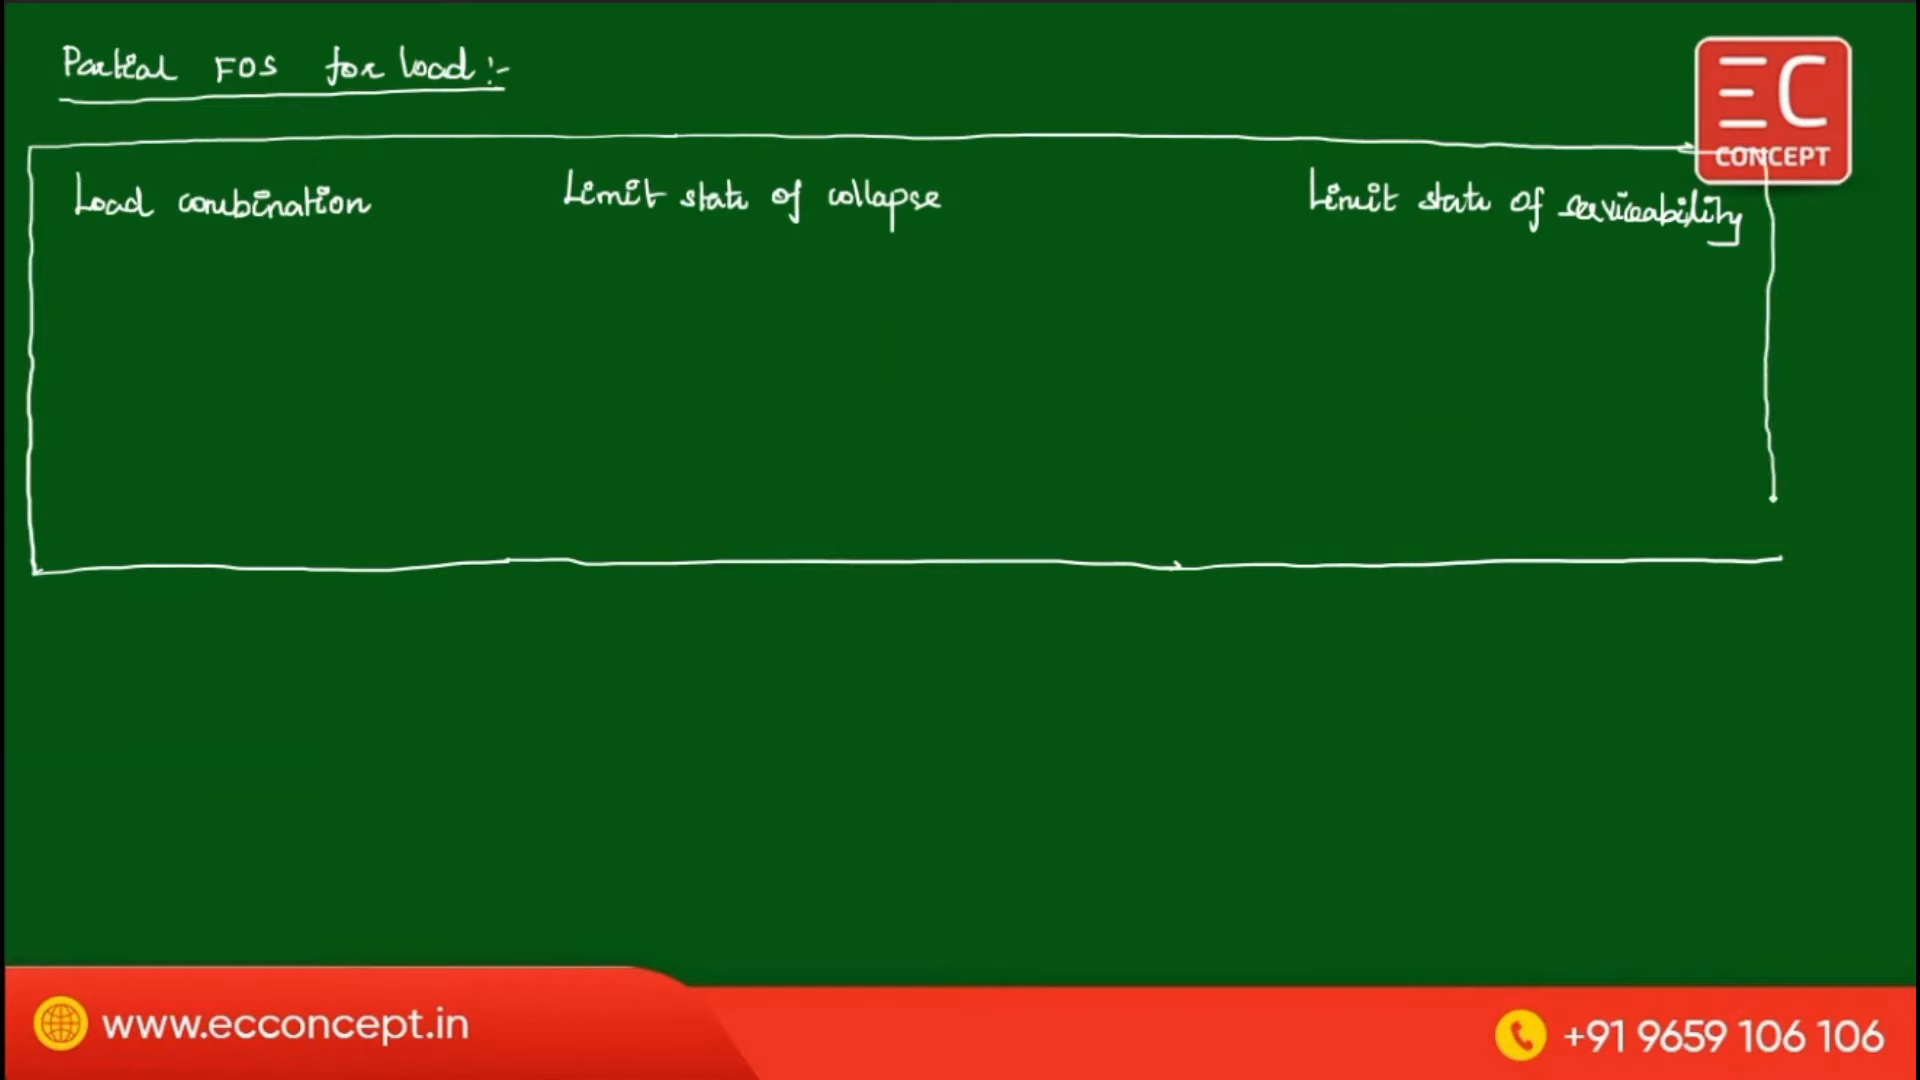 Partial FOS for load :-
EC
CONCEPT
Load combination Limit state of collapse Limit state of serviceability
www.ecconcept.in +91 9659 106 106